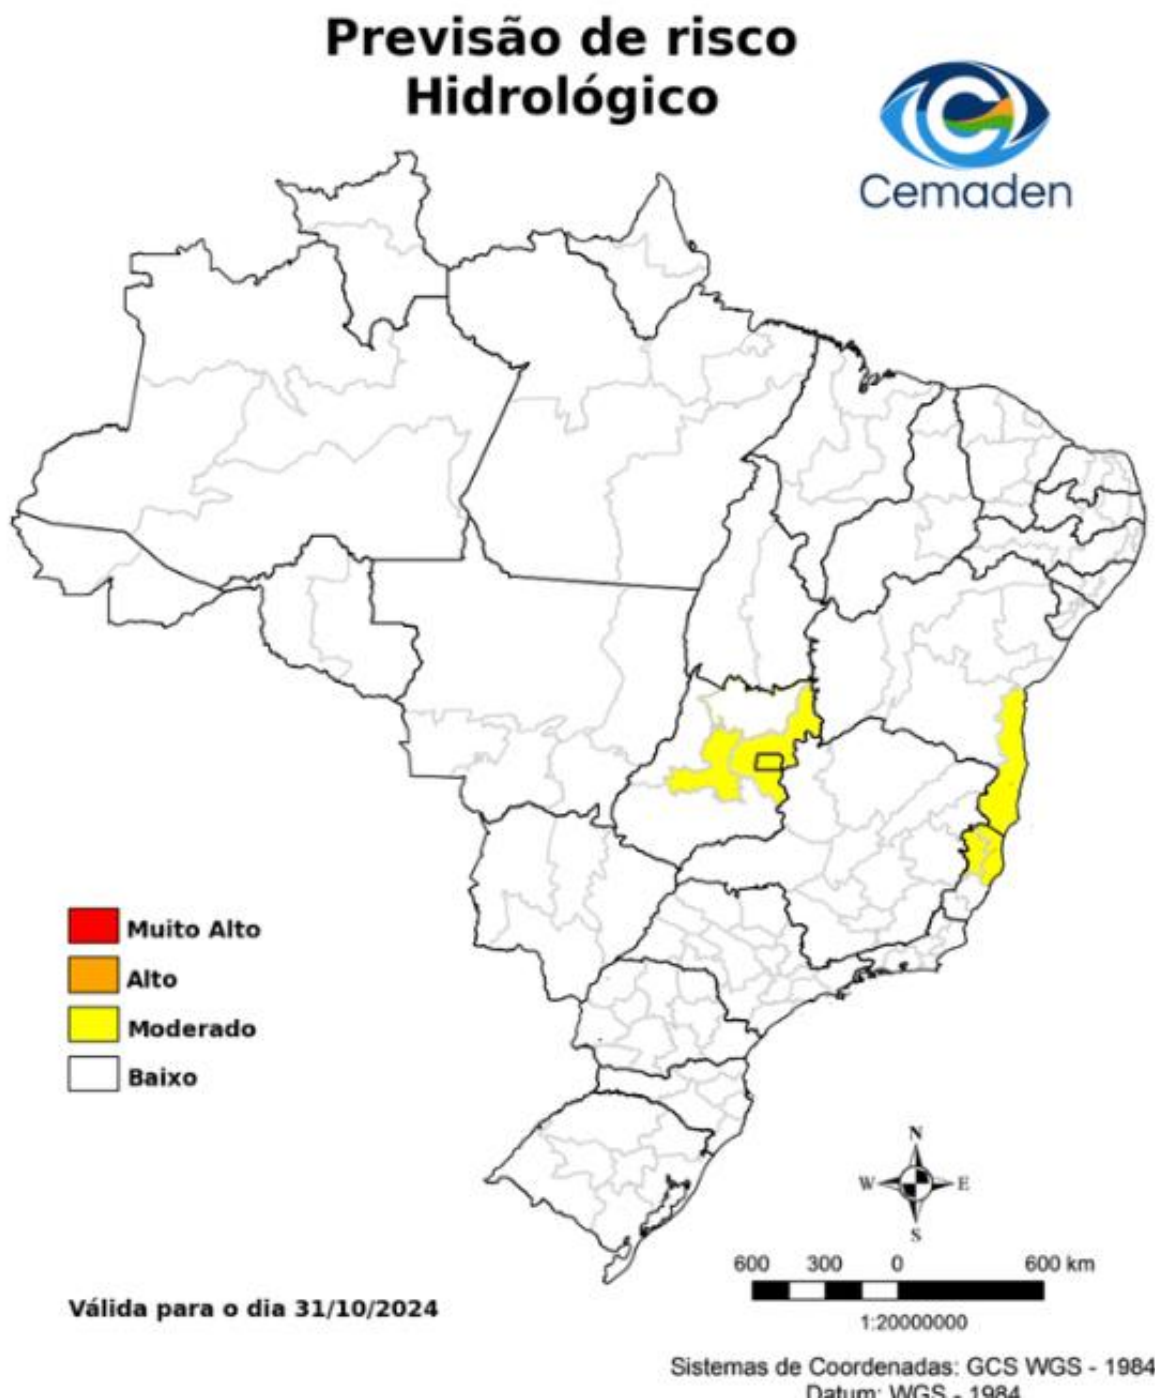 Previsão de risco
Hidrológico
Cemaden
Muito Alto
Alto
Moderado
Baixo
N
W E
S
600 300 0 600 km
1:20000000
Válida para o dia 31/10/2024
Sistemas de Coordenadas: GCS WGS - 1984
Datum: WGS - 1984